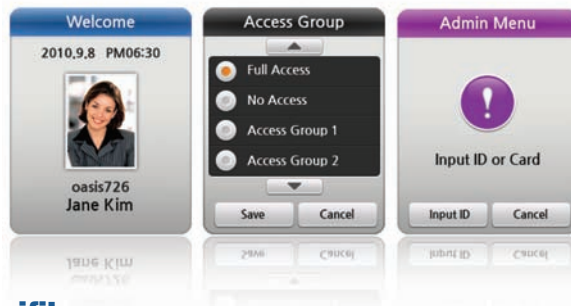 Welcome
2010.9.8 PM06:30
oasis726
Jane Kim
Access Group
Full Access
No Access
Access Group 1
Access Group 2
Save Cancel
Admin Menu
Input ID or Card
Input ID Cancel